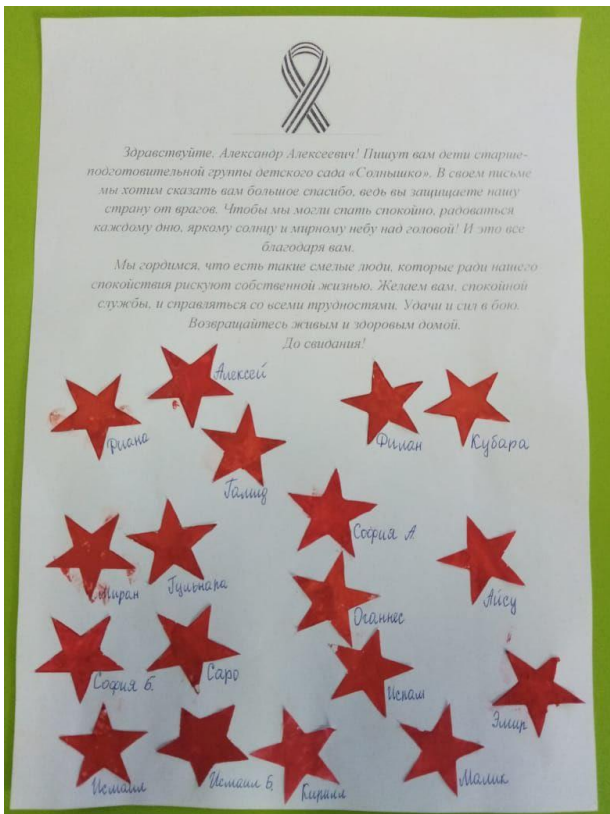 Здравствуйте, Александр Алексеевич! Пишут вам дети старше-
подготовительной группы детского сада «Солнышко». В своем письме
мы хотим сказать вам большое спасибо, ведь вы защищаете нашу
страну от врагов. Чтобы мы могли спать спокойно, радоваться
каждому дню, яркому солнцу и мирному небу над головой! И это все
благодаря вам.
Мы гордимся, что есть такие смелые люди, которые ради нашего
спокойствия рискуют собственной жизнью. Желаем вам, спокойной
службы, и справляться со всеми трудностями. Удачи и сил в бою.
Возвращайтесь живым и здоровым домой.
До свидания!
Алексей
Диана
Филан
Кубара
Гамид
София А.
Миран
Гульнара
Айсу
Оганнес
София Б.
Саро
Ислам
Эмир
Исмаил
Исмаил Б.
Кирилл
Малик